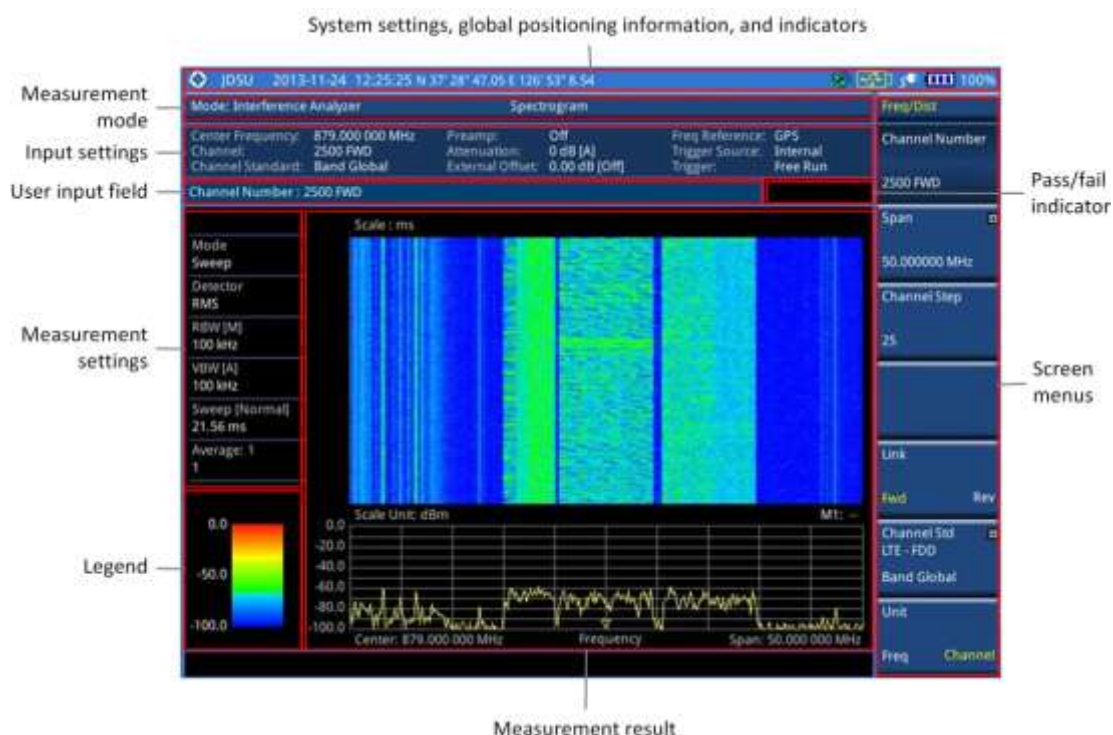 System settings, global positioning information, and indicators
JDSU 2013-11-24 12:25:25 N 37° 28" 47.05 E 126° 53" 8.54 100%
Measurement mode
Mode: Interference Analyzer Spectrogram
Freq/Dist
Input settings
Center Frequency: 879.000 000 MHz Preamp: Off Freq Reference: GPS
Channel: 2500 FWD Attenuation: 0 dB [A] Trigger Source: Internal
Channel Standard: Band Global External Offset: 0.00 dB [Off] Trigger: Free Run
Channel Number
2500 FWD
User input field
Channel Number : 2500 FWD
Pass/fail indicator
Measurement settings
Mode
Sweep
Detector
RMS
RBW [M]
100 kHz
VBW [A]
100 kHz
Sweep [Normal]
21.56 ms
Average: 1
1
Scale : ms
Span
50.000000 MHz
Channel Step
25
Screen menus
Link
Fwd Rev
Channel Std
LTE - FDD
Band Global
Unit
Freq Channel
Legend
0.0
-50.0
-100.0
Scale Unit: dBm M1: --
0.0
-20.0
-40.0
-60.0
-80.0
-100.0
Center: 879.000 000 MHz Frequency Span: 50.000 000 MHz
Measurement result